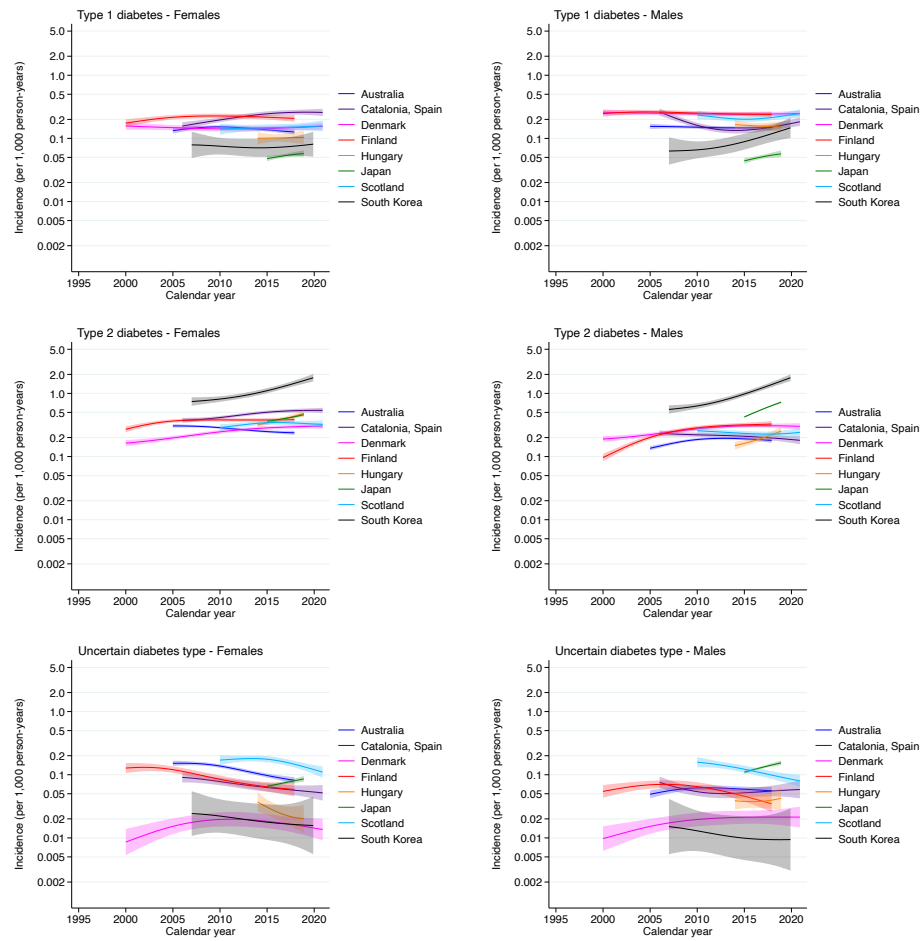 Type 1 diabetes - Females
Incidence (per 1,000 person-years)
5.0
2.0
1.0
0.5
0.2
0.1
0.05
0.02
0.01
0.005
0.002
1995 2000 2005 2010 2015 2020
Calendar year
Australia
Catalonia, Spain
Denmark
Finland
Hungary
Japan
Scotland
South Korea
Type 1 diabetes - Males
Incidence (per 1,000 person-years)
5.0
2.0
1.0
0.5
0.2
0.1
0.05
0.02
0.01
0.005
0.002
1995 2000 2005 2010 2015 2020
Calendar year
Australia
Catalonia, Spain
Denmark
Finland
Hungary
Japan
Scotland
South Korea
Type 2 diabetes - Females
Incidence (per 1,000 person-years)
5.0
2.0
1.0
0.5
0.2
0.1
0.05
0.02
0.01
0.005
0.002
1995 2000 2005 2010 2015 2020
Calendar year
Australia
Catalonia, Spain
Denmark
Finland
Hungary
Japan
Scotland
South Korea
Type 2 diabetes - Males
Incidence (per 1,000 person-years)
5.0
2.0
1.0
0.5
0.2
0.1
0.05
0.02
0.01
0.005
0.002
1995 2000 2005 2010 2015 2020
Calendar year
Australia
Catalonia, Spain
Denmark
Finland
Hungary
Japan
Scotland
South Korea
Uncertain diabetes type - Females
Incidence (per 1,000 person-years)
5.0
2.0
1.0
0.5
0.2
0.1
0.05
0.02
0.01
0.005
0.002
1995 2000 2005 2010 2015 2020
Calendar year
Australia
Catalonia, Spain
Denmark
Finland
Hungary
Japan
Scotland
South Korea
Uncertain diabetes type - Males
Incidence (per 1,000 person-years)
5.0
2.0
1.0
0.5
0.2
0.1
0.05
0.02
0.01
0.005
0.002
1995 2000 2005 2010 2015 2020
Calendar year
Australia
Catalonia, Spain
Denmark
Finland
Hungary
Japan
Scotland
South Korea